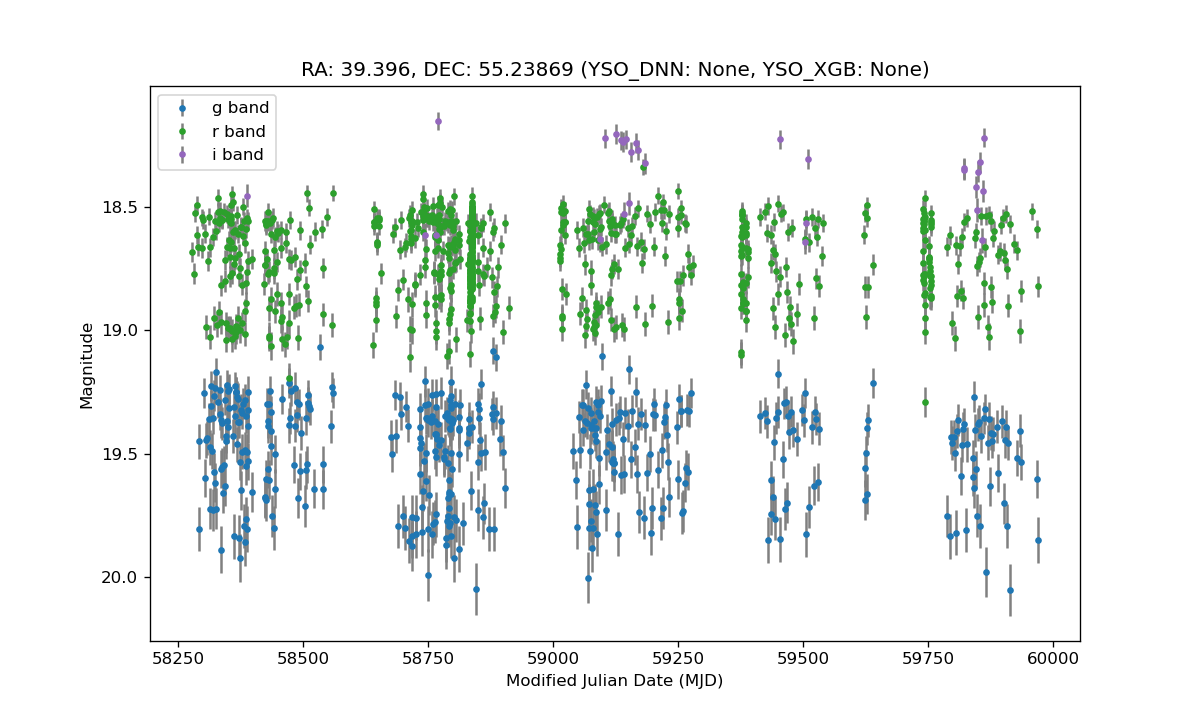 RA: 39.396, DEC: 55.23869 (YSO_DNN: None, YSO_XGB: None)
g band
r band
i band
18.5
19.0
19.5
20.0
Magnitude
58250 58500 58750 59000 59250 59500 59750 60000
Modified Julian Date (MJD)